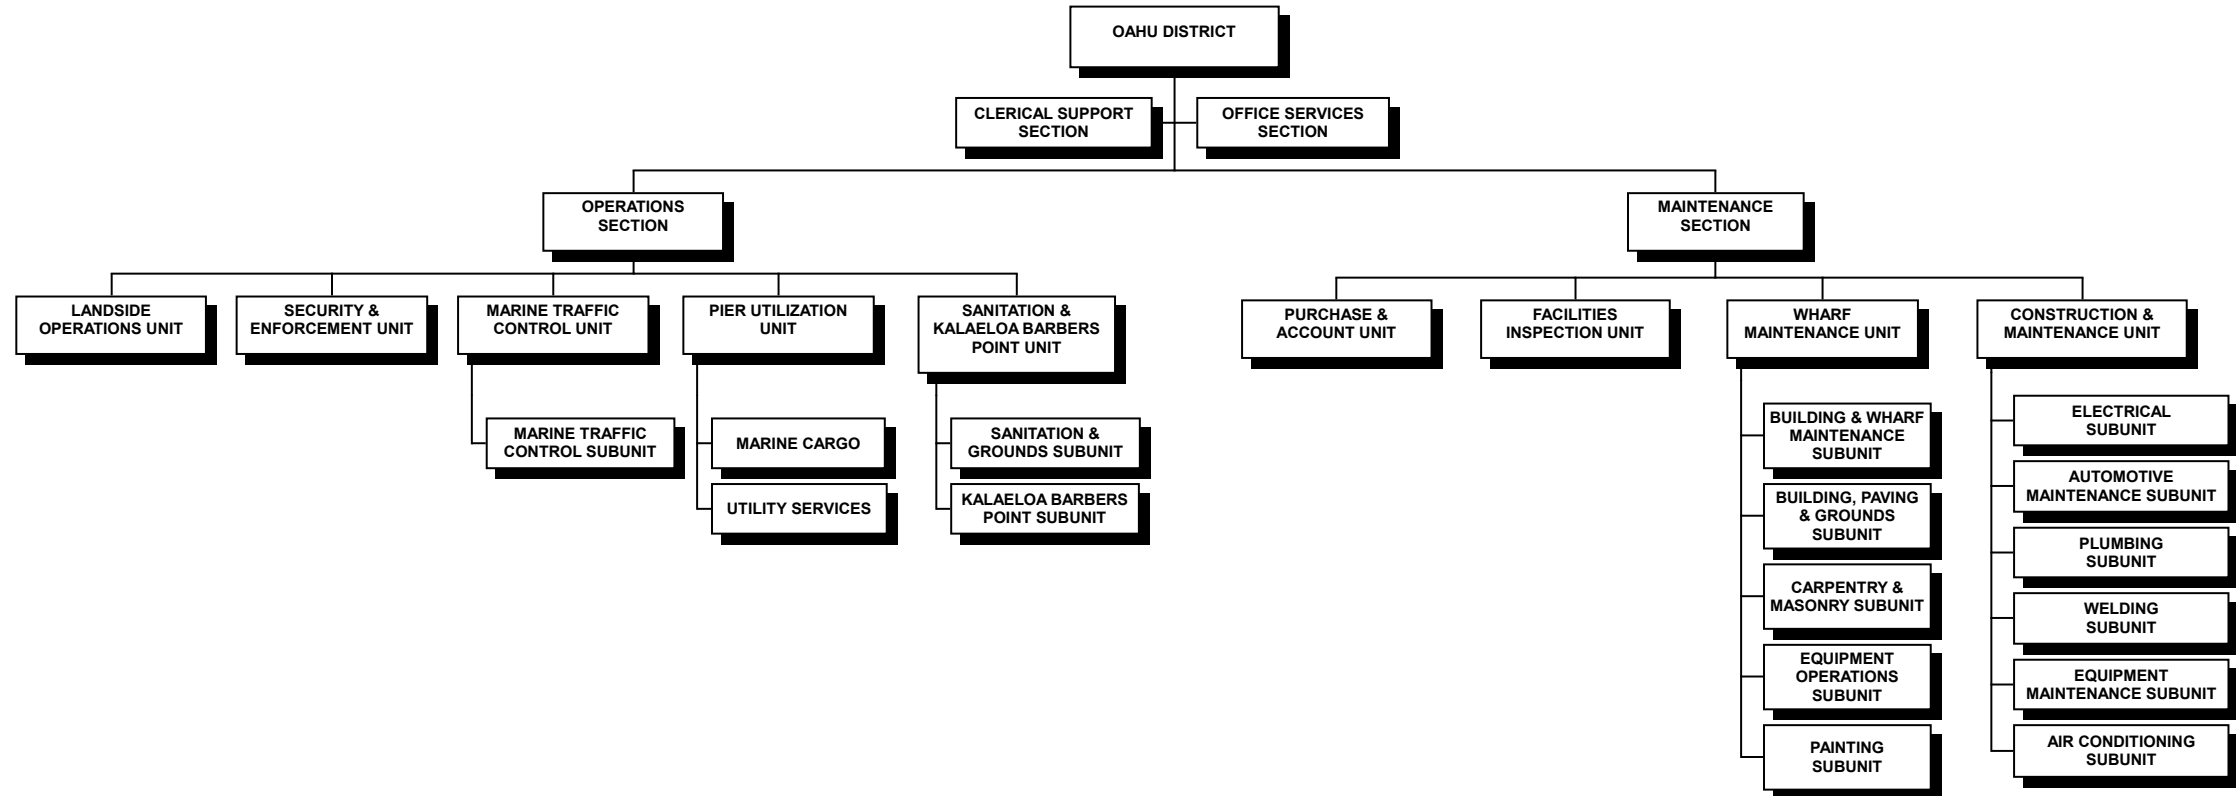 OAHU DISTRICT
CLERICAL SUPPORT
SECTION
OFFICE SERVICES
SECTION
OPERATIONS
SECTION
MAINTENANCE
SECTION
LANDSIDE
OPERATIONS UNIT
SECURITY &
ENFORCEMENT UNIT
MARINE TRAFFIC
CONTROL UNIT
PIER UTILIZATION
UNIT
SANITATION &
KALAELOA BARBERS
POINT UNIT
PURCHASE &
ACCOUNT UNIT
FACILITIES
INSPECTION UNIT
WHARF
MAINTENANCE UNIT
CONSTRUCTION &
MAINTENANCE UNIT
MARINE TRAFFIC
CONTROL SUBUNIT
MARINE CARGO
UTILITY SERVICES
SANITATION &
GROUNDS SUBUNIT
KALAELOA BARBERS
POINT SUBUNIT
BUILDING & WHARF
MAINTENANCE
SUBUNIT
BUILDING, PAVING
& GROUNDS
SUBUNIT
CARPENTRY &
MASONRY SUBUNIT
EQUIPMENT
OPERATIONS
SUBUNIT
PAINTING
SUBUNIT
ELECTRICAL
SUBUNIT
AUTOMOTIVE
MAINTENANCE SUBUNIT
PLUMBING
SUBUNIT
WELDING
SUBUNIT
EQUIPMENT
MAINTENANCE SUBUNIT
AIR CONDITIONING
SUBUNIT